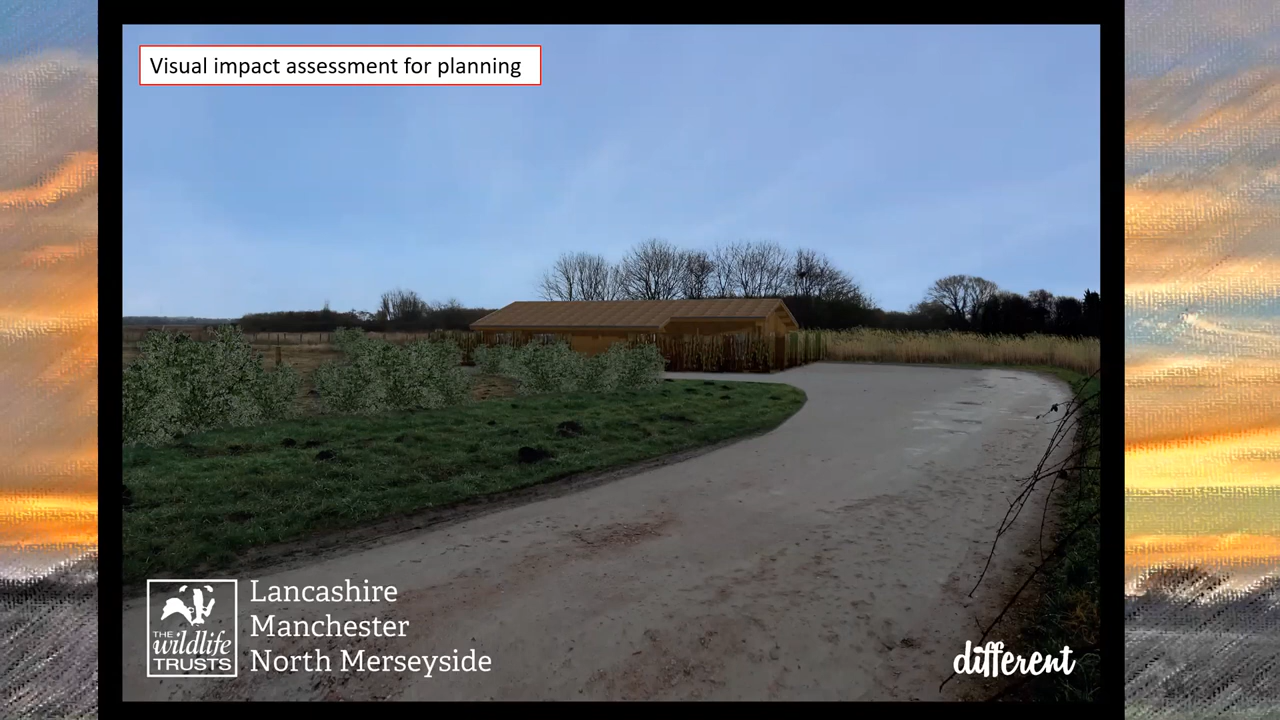 Visual impact assessment for planning
THE
wildlife
TRUSTS
Lancashire
Manchester
North Merseyside
different